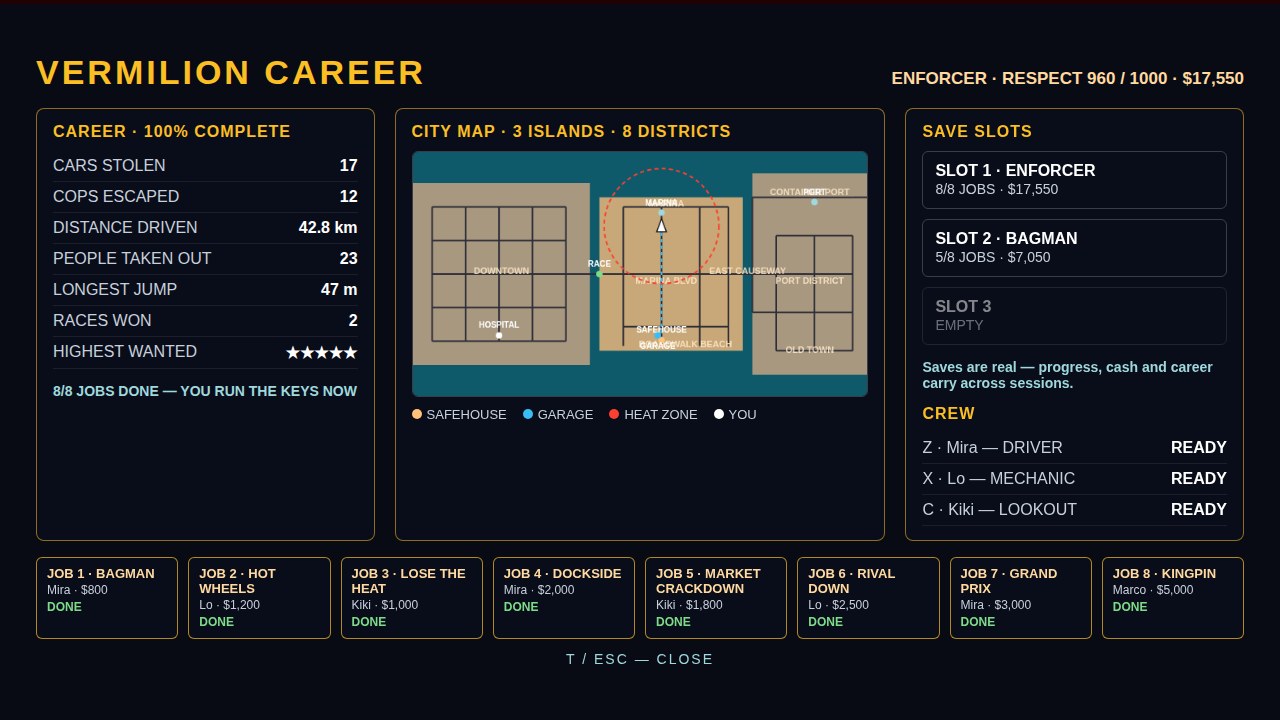 VERMILION CAREER
ENFORCER · RESPECT 960 / 1000 · $17,550
CAREER · 100% COMPLETE
CARS STOLEN 17
COPS ESCAPED 12
DISTANCE DRIVEN 42.8 km
PEOPLE TAKEN OUT 23
LONGEST JUMP 47 m
RACES WON 2
HIGHEST WANTED ★★★★★
8/8 JOBS DONE — YOU RUN THE KEYS NOW
CITY MAP · 3 ISLANDS · 8 DISTRICTS
PORT
MARINA
RACE
DOWNTOWN
EAST CAUSEWAY
MARINA BLVD
PORT DISTRICT
HOSPITAL
SAFEHOUSE
GARAGE
OLD TOWN
SAFEHOUSE
GARAGE
HEAT ZONE
YOU
SAVE SLOTS
SLOT 1 · ENFORCER
8/8 JOBS · $17,550
SLOT 2 · BAGMAN
5/8 JOBS · $7,050
SLOT 3
EMPTY
Saves are real — progress, cash and career
carry across sessions.
CREW
Z · Mira — DRIVER READY
X · Lo — MECHANIC READY
C · Kiki — LOOKOUT READY
JOB 1 · BAGMAN
Mira · $800
DONE
JOB 2 · HOT
WHEELS
Lo · $1,200
DONE
JOB 3 · LOSE THE
HEAT
Kiki · $1,000
DONE
JOB 4 · DOCKSIDE
Mira · $2,000
DONE
JOB 5 · MARKET
CRACKDOWN
Kiki · $1,800
DONE
JOB 6 · RIVAL
DOWN
Lo · $2,500
DONE
JOB 7 · GRAND
PRIX
Mira · $3,000
DONE
JOB 8 · KINGPIN
Marco · $5,000
DONE
T / ESC — CLOSE